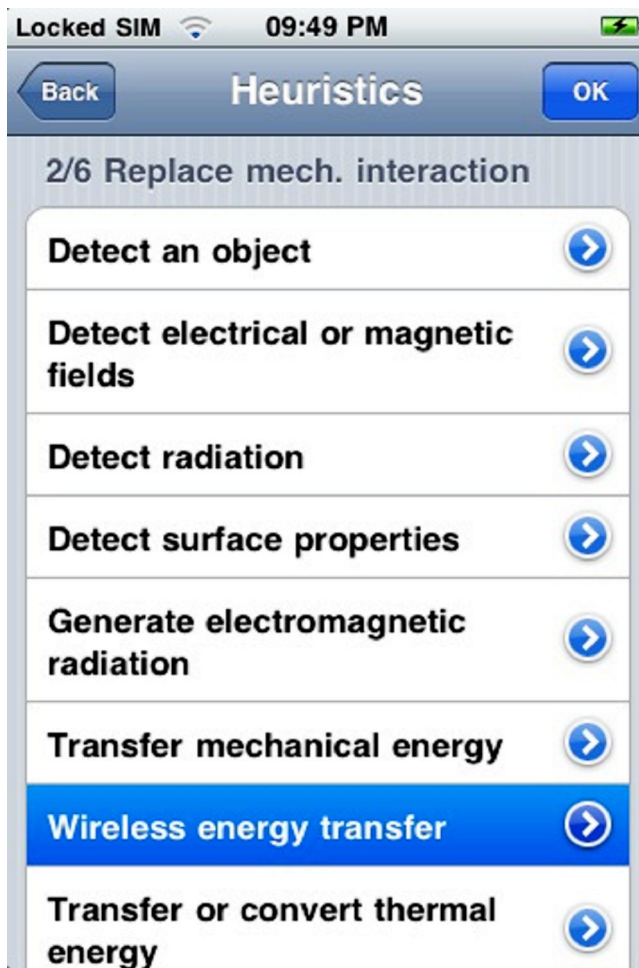 Locked SIM 09:49 PM
Back Heuristics OK
2/6 Replace mech. interaction
Detect an object
Detect electrical or magnetic
fields
Detect radiation
Detect surface properties
Generate electromagnetic
radiation
Transfer mechanical energy
Wireless energy transfer
Transfer or convert thermal
energy